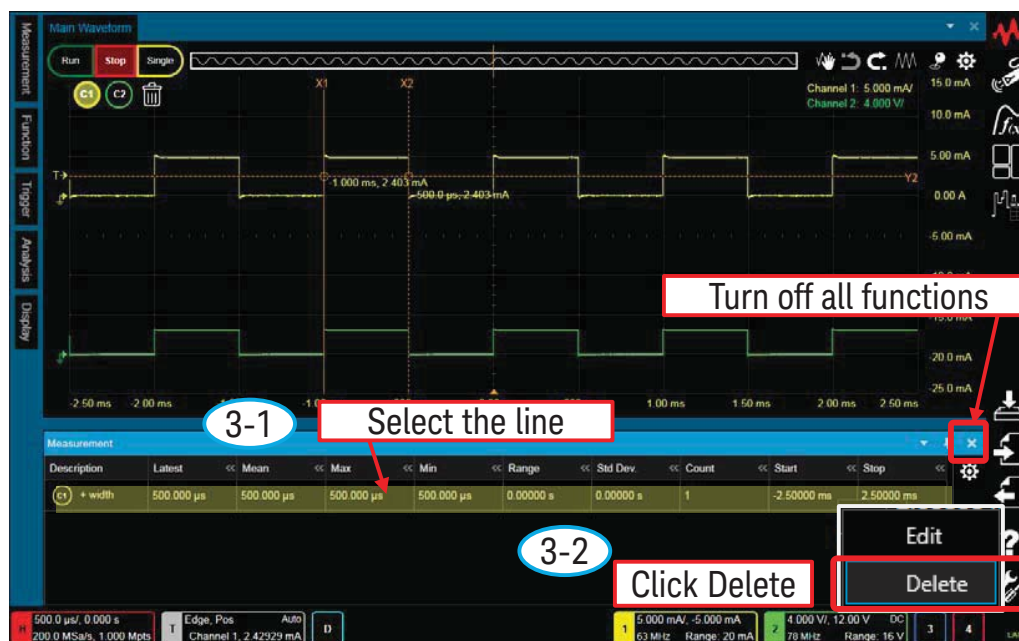 Main Waveform
Measurement
Function
Trigger
Analysis
Display
Run Stop Single
C1 C2
X1 X2
Channel 1: 5.000 mA/
Channel 2: 4.000 V/
15.0 mA
10.0 mA
5.00 mA
T
Y2
-1.000 ms, 2.403 mA
-500.0 µs, 2.403 mA
0.00 A
-5.00 mA
Turn off all functions
-15.0 mA
-20.0 mA
-25.0 mA
-2.50 ms -2.00 ms 1.00 ms 1.50 ms 2.00 ms 2.50 ms
3-1 Select the line
Measurement
Description Latest << Mean << Max << Min << Range << Std Dev. << Count << Start << Stop <<
C1 + width 500.000 µs 500.000 µs 500.000 µs 500.000 µs 0.00000 s 0.00000 s 1 -2.50000 ms 2.50000 ms
Edit
3-2
Click Delete Delete
H 500.0 µs/, 0.000 s
200.0 MSa/s, 1.000 Mpts
T Edge, Pos Auto
Channel 1, 2.42929 mA
D
1 5.000 mA/, -5.000 mA
63 MHz Range: 20 mA
2 4.000 V/, 12.00 V DC
78 MHz Range: 16 V
3 4